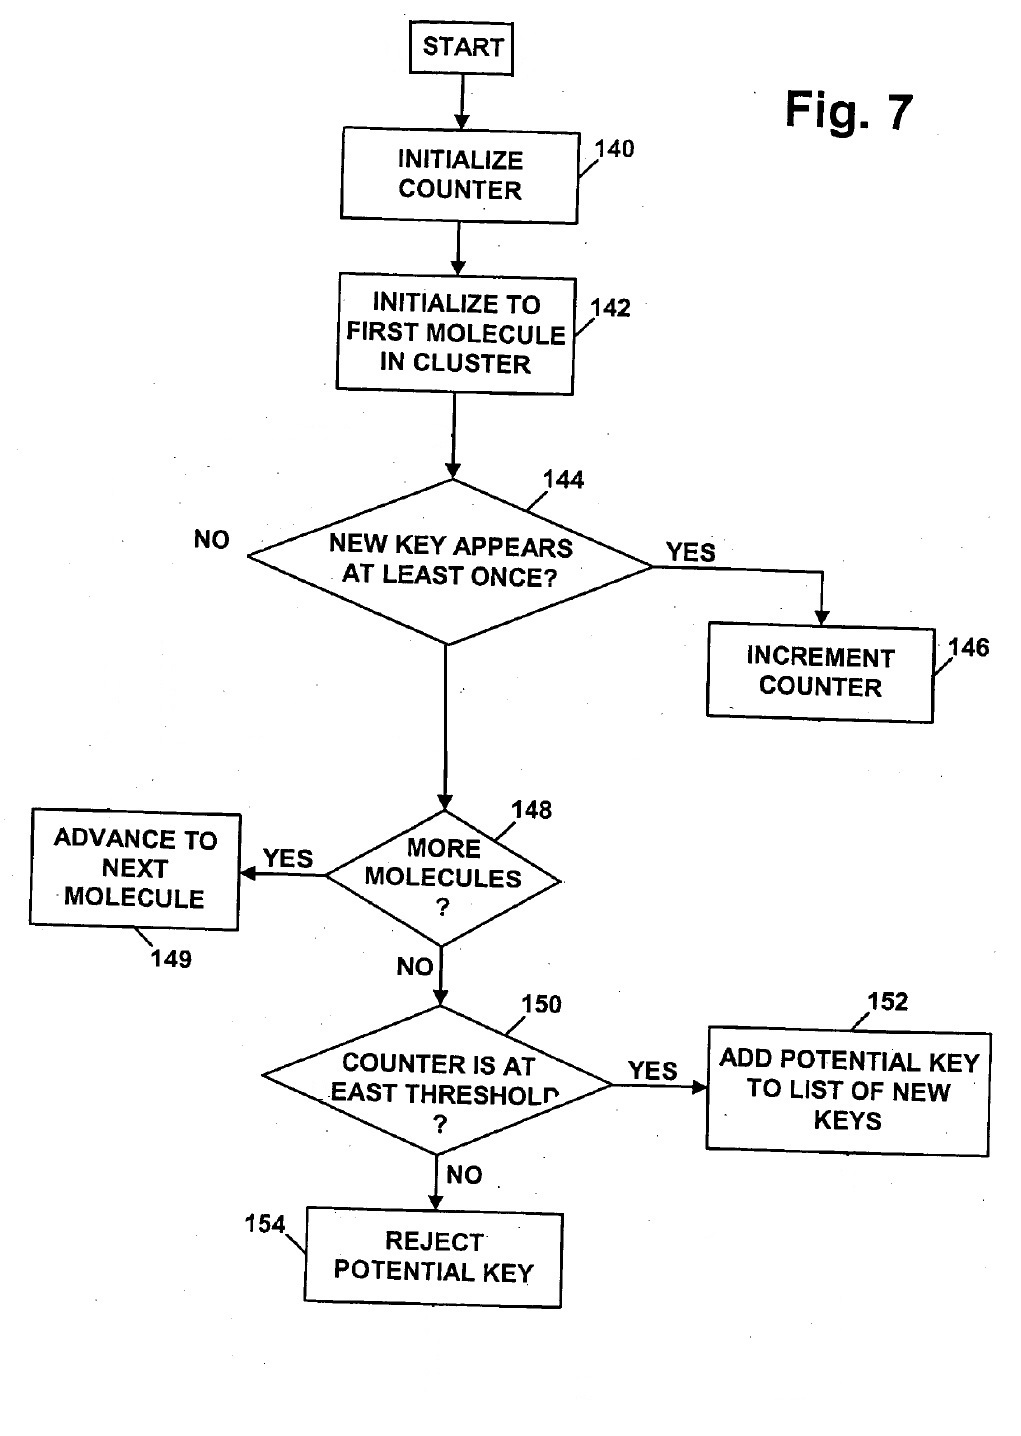 START
Fig. 7
INITIALIZE
COUNTER
140
INITIALIZE TO
FIRST MOLECULE
IN CLUSTER
142
144
NO
NEW KEY APPEARS
AT LEAST ONCE?
YES
INCREMENT
COUNTER
146
148
MORE
MOLECULES
?
YES
ADVANCE TO
NEXT
MOLECULE
149
NO
150
COUNTER IS AT
EAST THRESHOLD
?
YES
152
ADD POTENTIAL KEY
TO LIST OF NEW
KEYS
NO
154
REJECT
POTENTIAL KEY